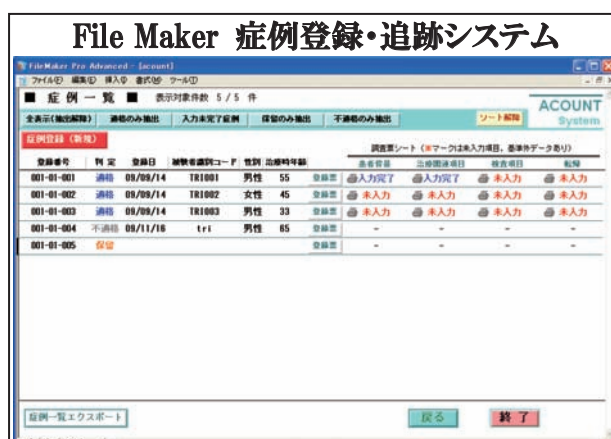 File Maker 症例登録・追跡システム
FileMaker Pro Advanced - [acount]
ファイル(F) 編集(E) 挿入(I) 書式(M) ツール(T)
■ 症 例 一 覧 ■ 表示対象件数 5 / 5 件
ACOUNT System
全表示(抽出解除) 適格のみ抽出 入力未完了症例 保留のみ抽出 不適格のみ抽出 ソート解除
症例登録(新規)
調査票シート(※マークは未入力項目、基準外データあり)
登録番号 判 定 登録日 被験者識別コード 性別 治療時年齢 患者背景 治療関連項目 検査項目 転帰
001-01-001 適格 09/09/14 TRI001 男性 55 登録票 入力完了 入力完了 未入力 未入力
001-01-002 適格 09/09/14 TRI002 女性 45 登録票 未入力 未入力 未入力 未入力
001-01-003 適格 09/09/14 TRI003 男性 33 登録票 未入力 未入力 未入力 未入力
001-01-004 不適格 09/11/16 tri 男性 65 登録票 - - - -
001-01-005 保留 登録票 - - - -
症例一覧エクスポート 戻る 終 了